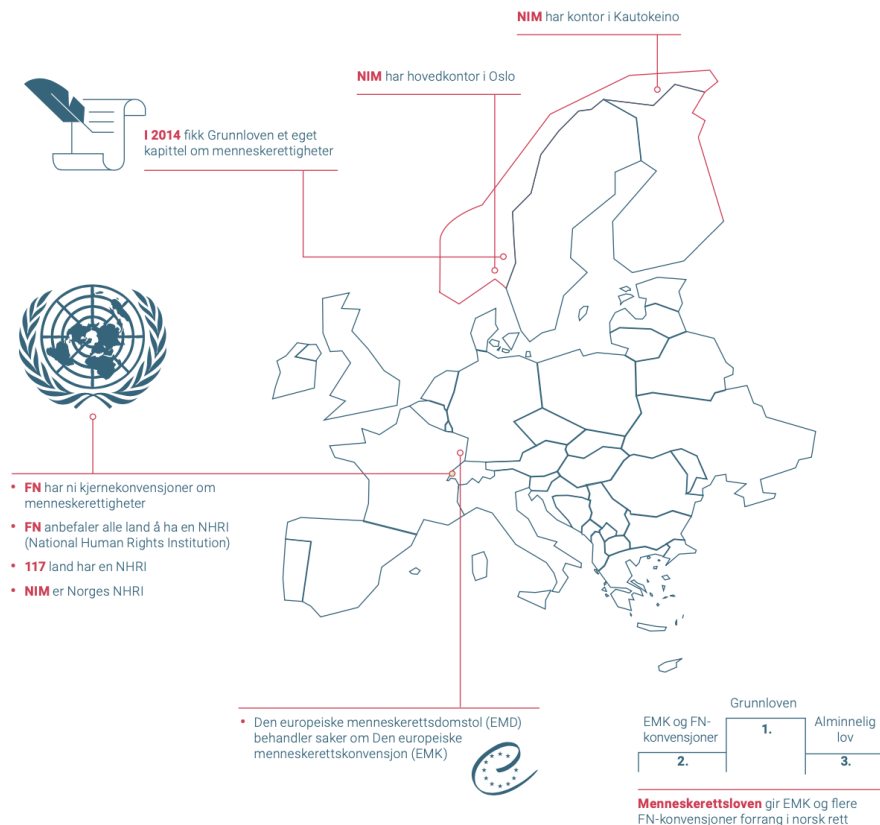 NIM har kontor i Kautokeino
NIM har hovedkontor i Oslo
I 2014 fikk Grunnloven et eget
kapittel om menneskerettigheter
• FN har ni kjernekonvensjoner om
menneskerettigheter
• FN anbefaler alle land å ha en NHRI
(National Human Rights Institution)
• 117 land har en NHRI
• NIM er Norges NHRI
• Den europeiske menneskerettsdomstol (EMD)
behandler saker om Den europeiske
menneskerettskonvensjon (EMK)
Grunnloven
1.
EMK og FN-
konvensjoner
2.
Alminnelig
lov
3.
Menneskerettsloven gir EMK og flere
FN-konvensjoner forrang i norsk rett